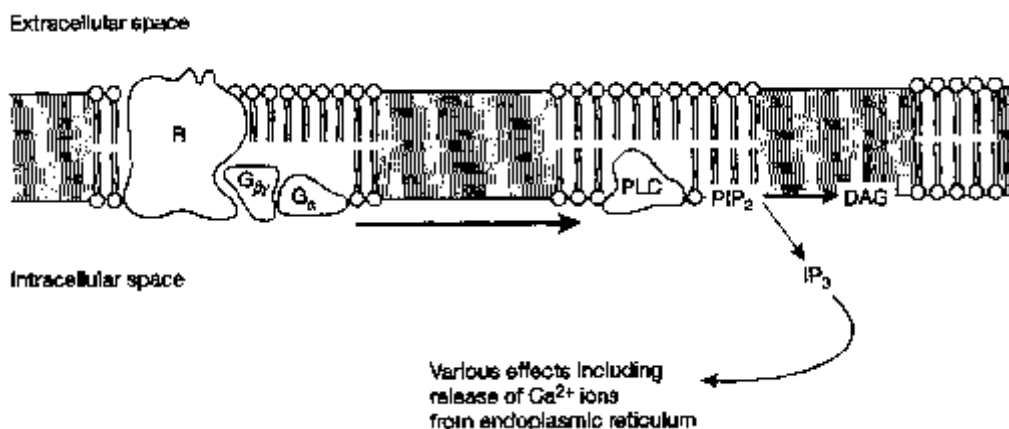 Extracellular space
R
Gβγ
Gα
PLC
PIP₂
DAG
Intracellular space
IP₃
Various effects including
release of Ca²⁺ ions
from endoplasmic reticulum